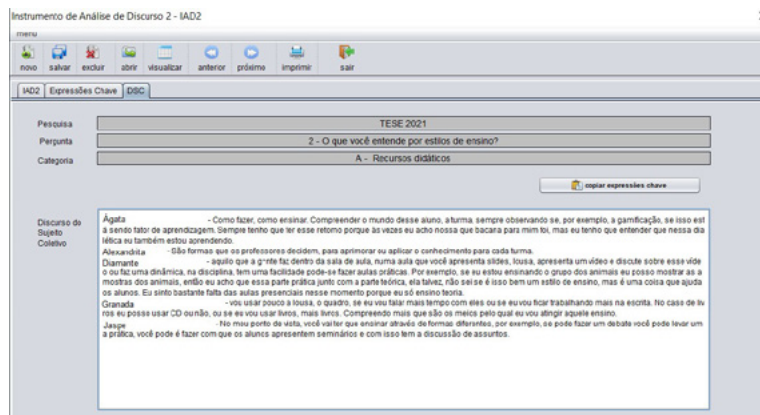 Instrumento de Análise de Discurso 2 - IAD2
menu
novo salvar excluir abrir visualizar anterior próximo imprimir sair
IAD2 Expressões Chave DSC
Pesquisa TESE 2021
Pergunta 2 - O que você entende por estilos de ensino?
Categoria A - Recursos didáticos
copiar expressões chave
Discurso do
Sujeito
Coletivo
Ágata - Como fazer, como ensinar. Compreender o mundo desse aluno, a turma, sempre observando se, por exemplo, a gamificação, se isso est
á sendo fator de aprendizagem. Sempre tenho que ter esse retorno porque às vezes eu acho nossa que bacana para mim foi, mas eu tenho que entender que nessa dia
lética eu também estou aprendendo.
Alexandrita - São formas que os professores decidem, para aprimorar eu aplicar o conhecimento para cada turma.
Diamante - aquilo que a gente faz dentro da sala de aula, numa aula que você apresenta slides, lousa, apresenta um vídeo e discute sobre esse víde
o ou faz uma dinâmica, na disciplina, tem uma facilidade pode-se fazer aulas práticas. Por exemplo, se eu estou ensinando o grupo dos animais eu posso mostrar as a
mostras dos animais, então eu acho que essa parte prática junto com a parte teórica, ela talvez, não sei se é isso bem um estilo de ensino, mas é uma coisa que ajuda
os alunos. Eu sinto bastante falta das aulas presenciais nesse momento porque eu só ensino teoria.
Granada - vou usar pouco a lousa, o quadro, se eu vou falar mais tempo com eles ou se eu vou ficar trabalhando mais na escrita. No caso de liv
ros eu posso usar CD ou não, ou se eu vou usar livros, mais livros. Compreendo mais que são os meios pelo qual eu vou atingir aquele ensino.
Jaspe - No meu ponto de vista, você vai ter que ensinar através de formas diferentes, por exemplo, se pode fazer um debate você pode levar um
a prática, você pode é fazer com que os alunos apresentem seminários e com isso tem a discussão de assuntos.